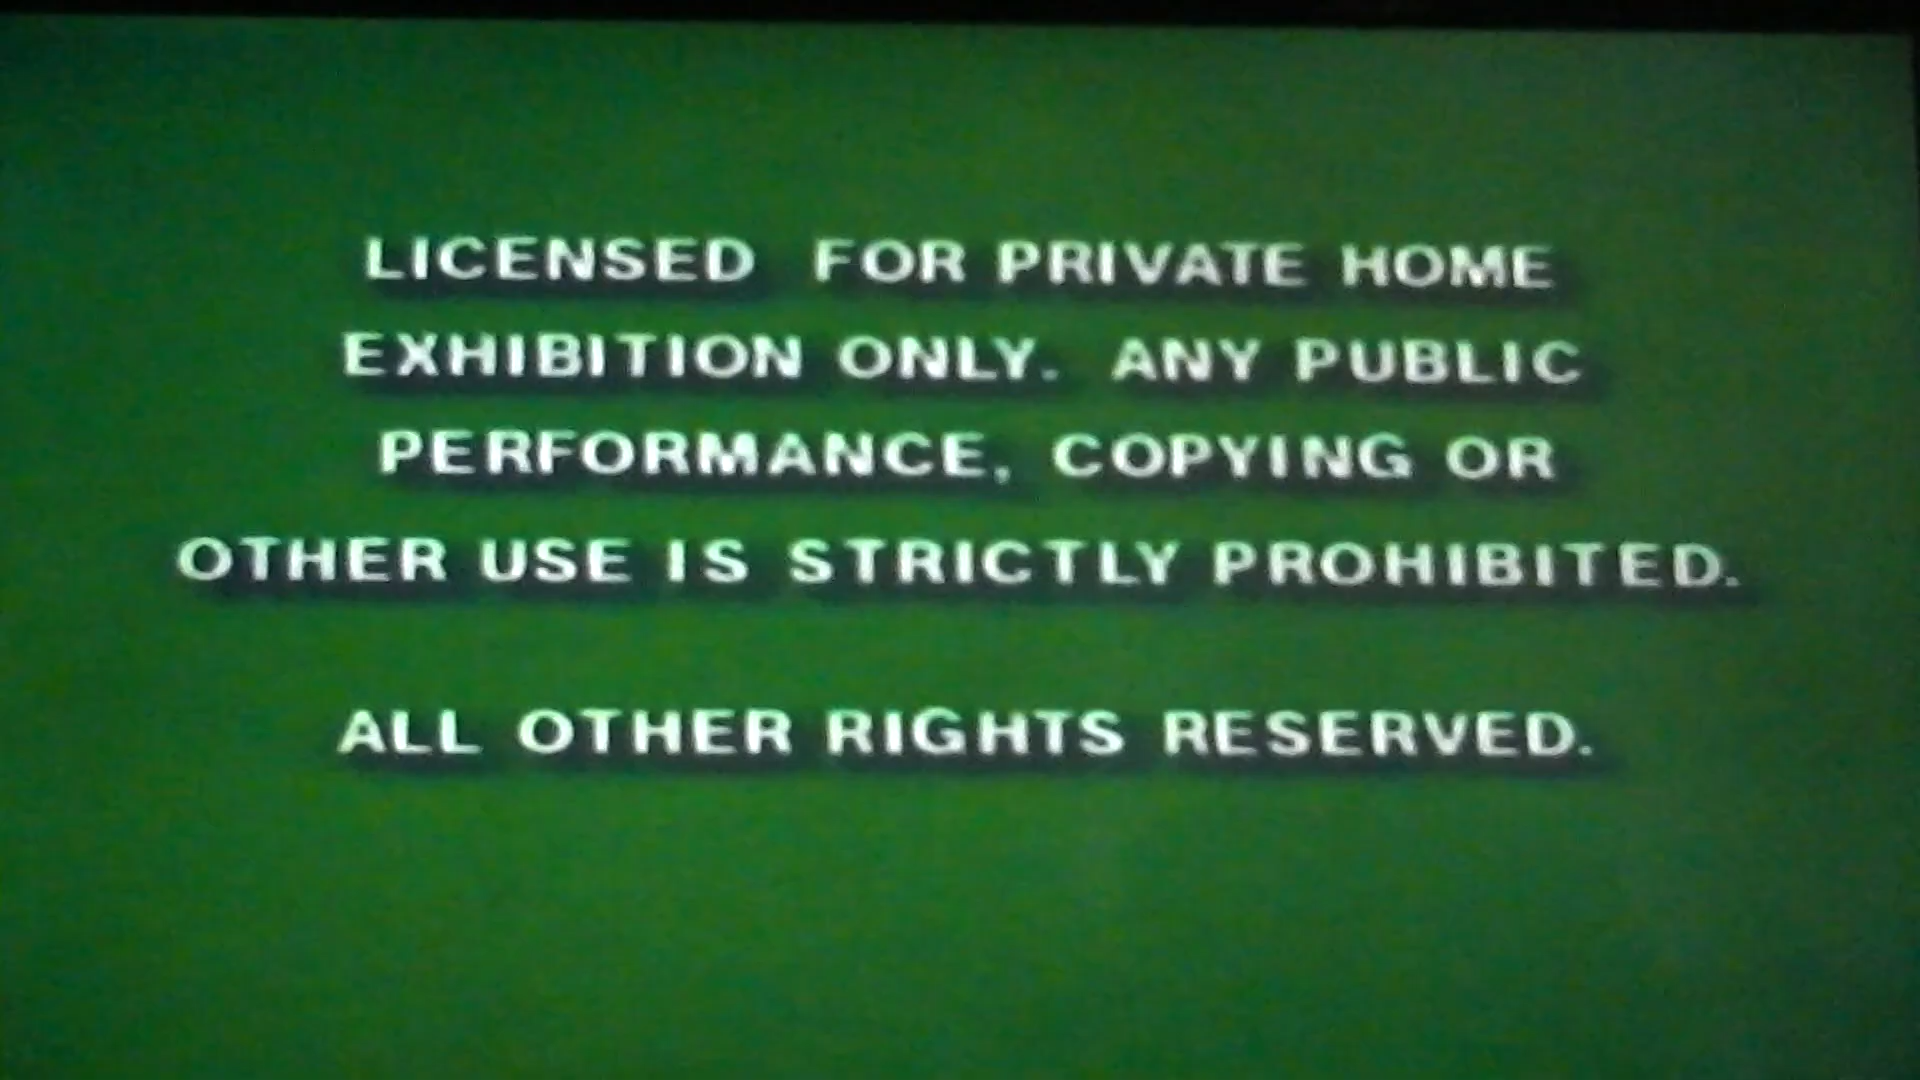 LICENSED FOR PRIVATE HOME
EXHIBITION ONLY. ANY PUBLIC
PERFORMANCE, COPYING OR
OTHER USE IS STRICTLY PROHIBITED.
ALL OTHER RIGHTS RESERVED.